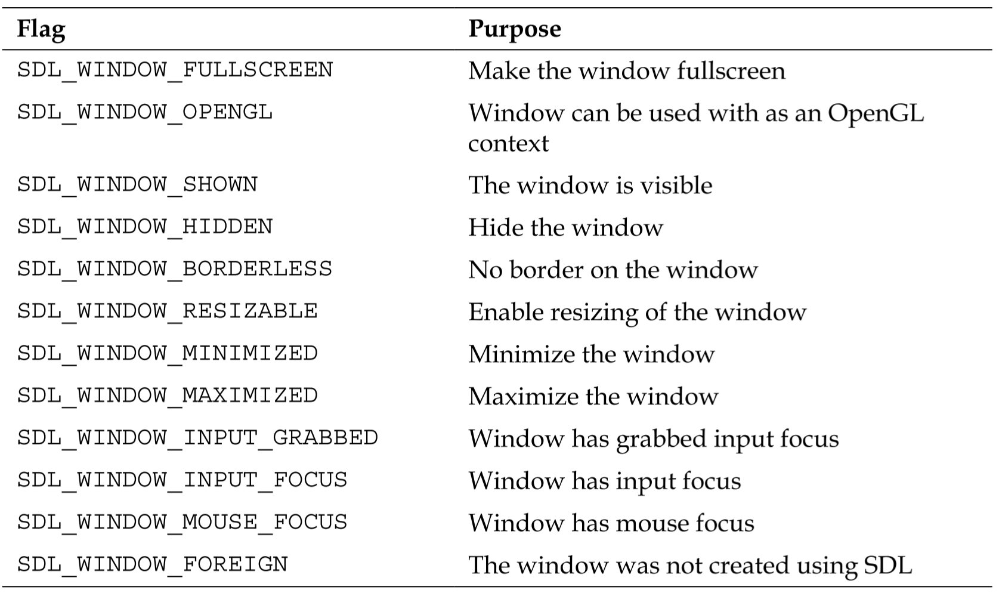 Flag Purpose
SDL_WINDOW_FULLSCREEN Make the window fullscreen
SDL_WINDOW_OPENGL Window can be used with as an OpenGL
context
SDL_WINDOW_SHOWN The window is visible
SDL_WINDOW_HIDDEN Hide the window
SDL_WINDOW_BORDERLESS No border on the window
SDL_WINDOW_RESIZABLE Enable resizing of the window
SDL_WINDOW_MINIMIZED Minimize the window
SDL_WINDOW_MAXIMIZED Maximize the window
SDL_WINDOW_INPUT_GRABBED Window has grabbed input focus
SDL_WINDOW_INPUT_FOCUS Window has input focus
SDL_WINDOW_MOUSE_FOCUS Window has mouse focus
SDL_WINDOW_FOREIGN The window was not created using SDL